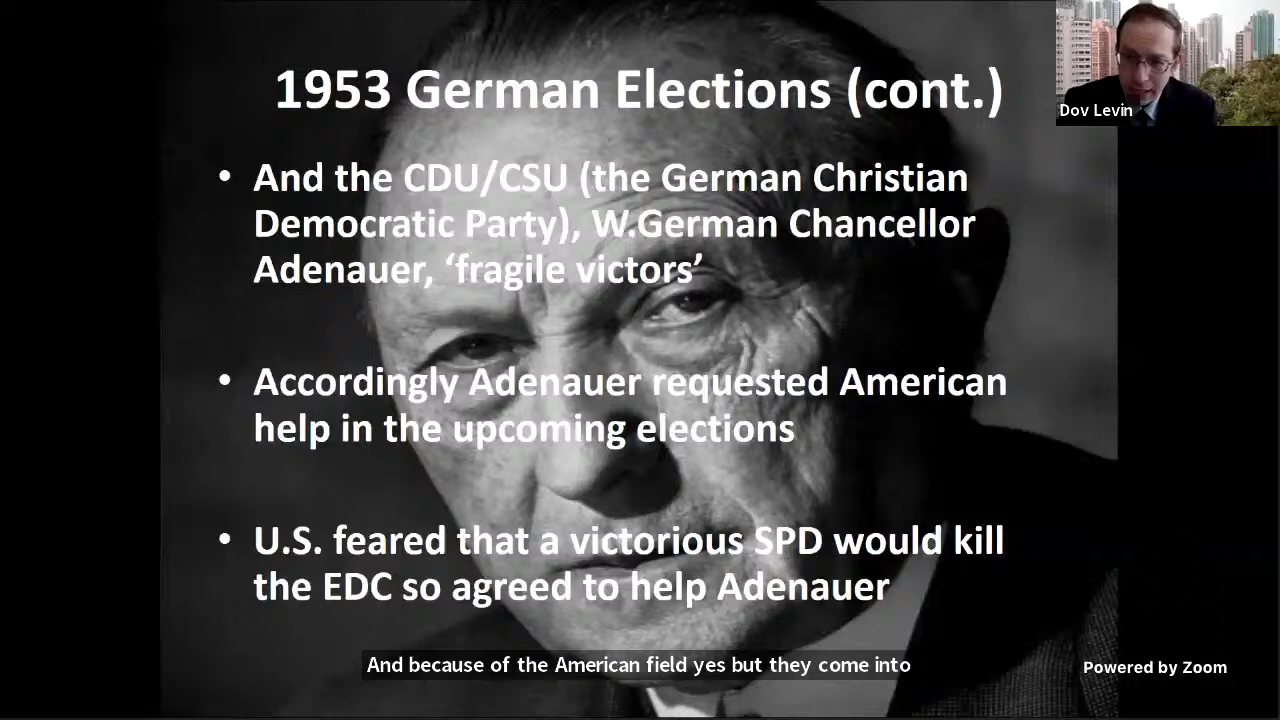 1953 German Elections (cont.)
Dov Levin
• And the CDU/CSU (the German Christian
Democratic Party), W.German Chancellor
Adenauer, ‘fragile victors’
• Accordingly Adenauer requested American
help in the upcoming elections
• U.S. feared that a victorious SPD would kill
the EDC so agreed to help Adenauer
And because of the American field yes but they come into
Powered by Zoom